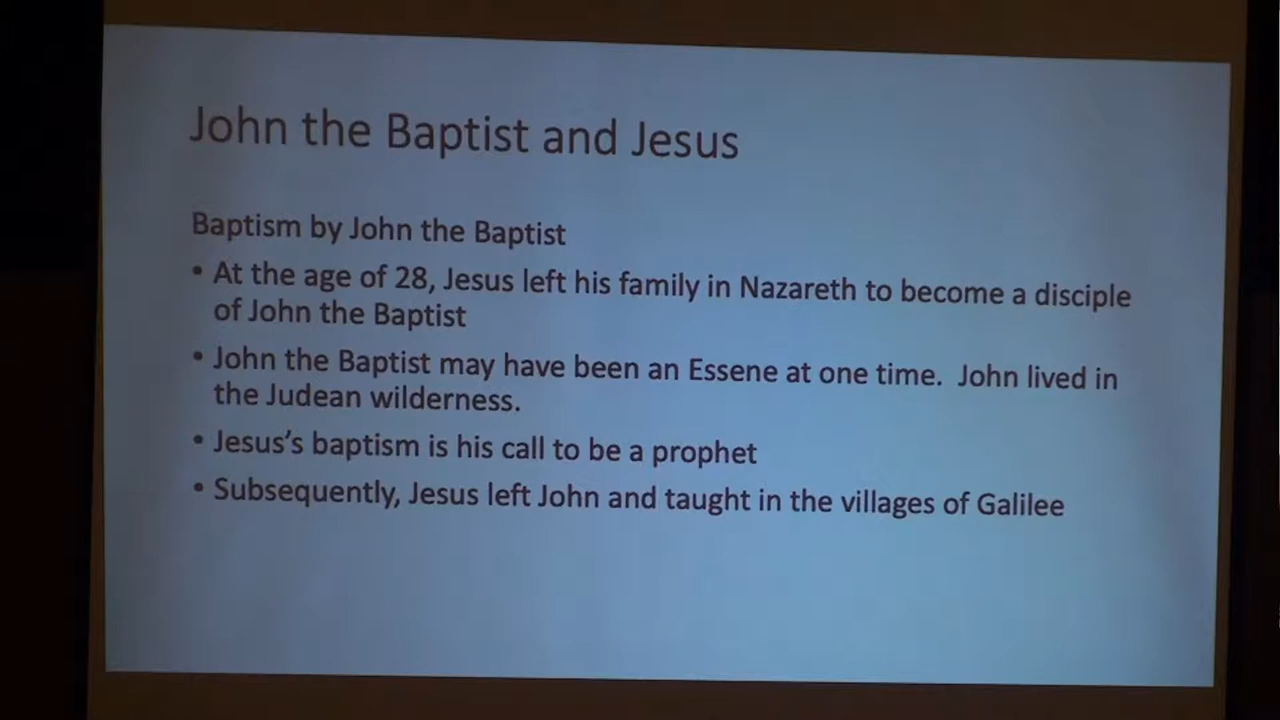 John the Baptist and Jesus
Baptism by John the Baptist
• At the age of 28, Jesus left his family in Nazareth to become a disciple
of John the Baptist
• John the Baptist may have been an Essene at one time.  John lived in
the Judean wilderness.
• Jesus’s baptism is his call to be a prophet
• Subsequently, Jesus left John and taught in the villages of Galilee